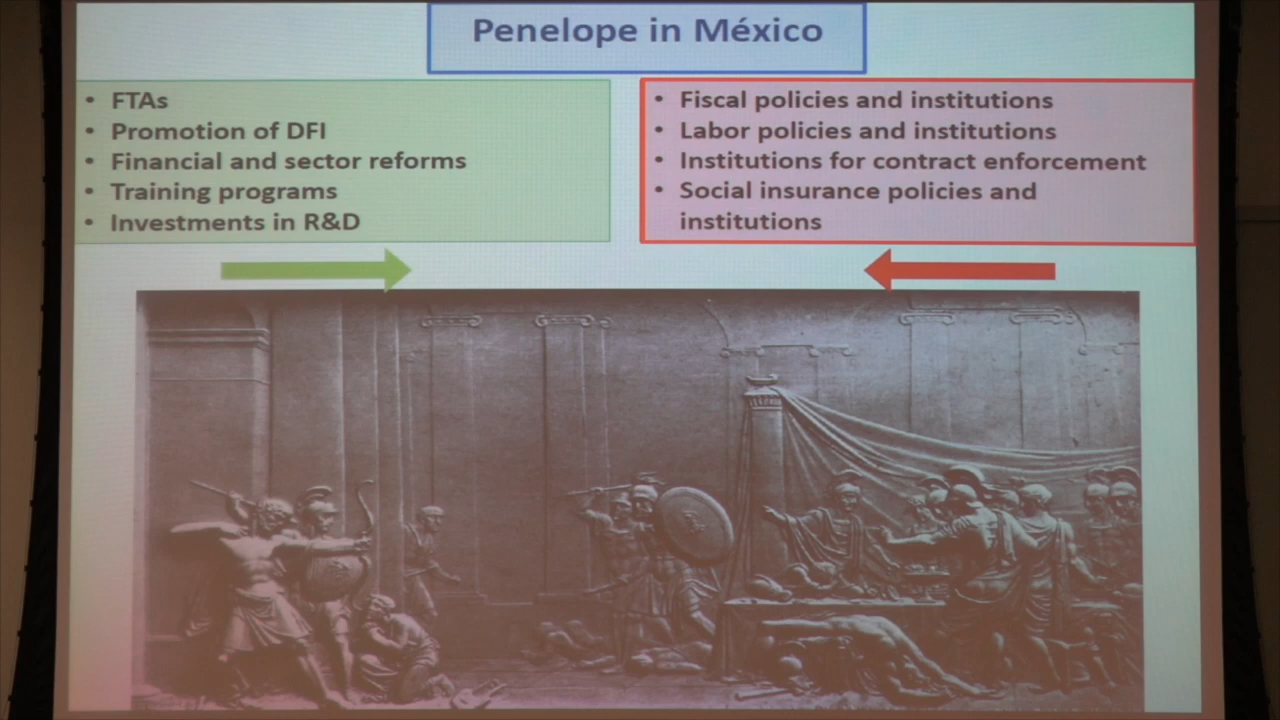 Penelope in México
• FTAs
• Promotion of DFI
• Financial and sector reforms
• Training programs
• Investments in R&D
• Fiscal policies and institutions
• Labor policies and institutions
• Institutions for contract enforcement
• Social insurance policies and
institutions